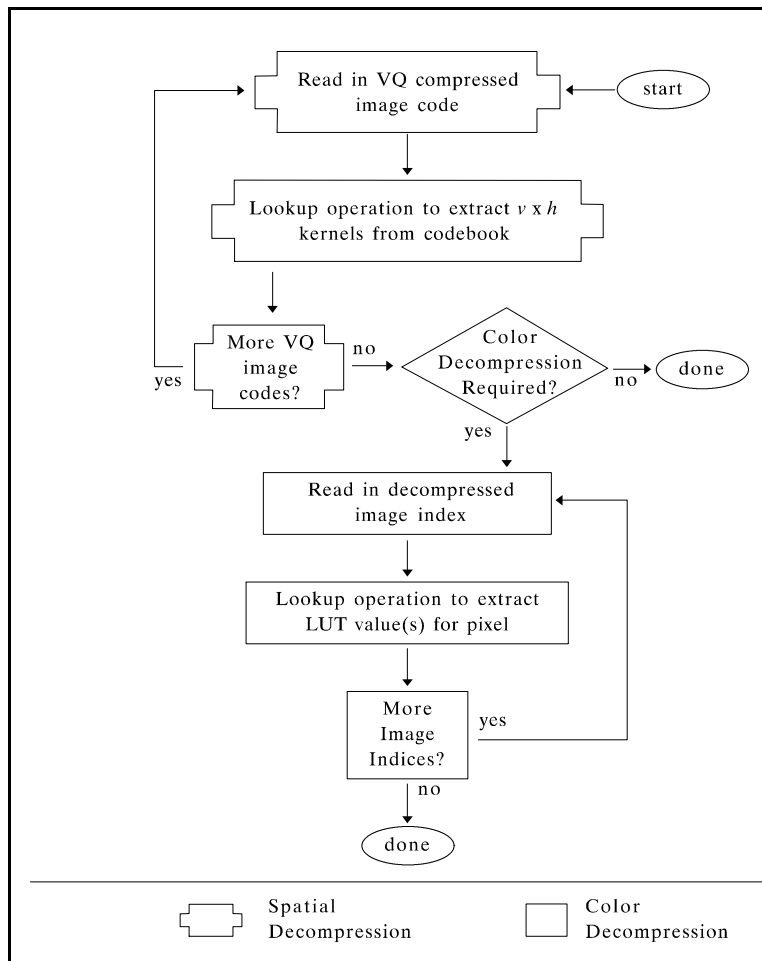 Read in VQ compressed
image code
start
Lookup operation to extract v x h
kernels from codebook
More VQ
image
codes?
yes
no
Color
Decompression
Required?
no
done
yes
Read in decompressed
image index
Lookup operation to extract
LUT value(s) for pixel
More
Image
Indices?
yes
no
done
Spatial
Decompression
Color
Decompression